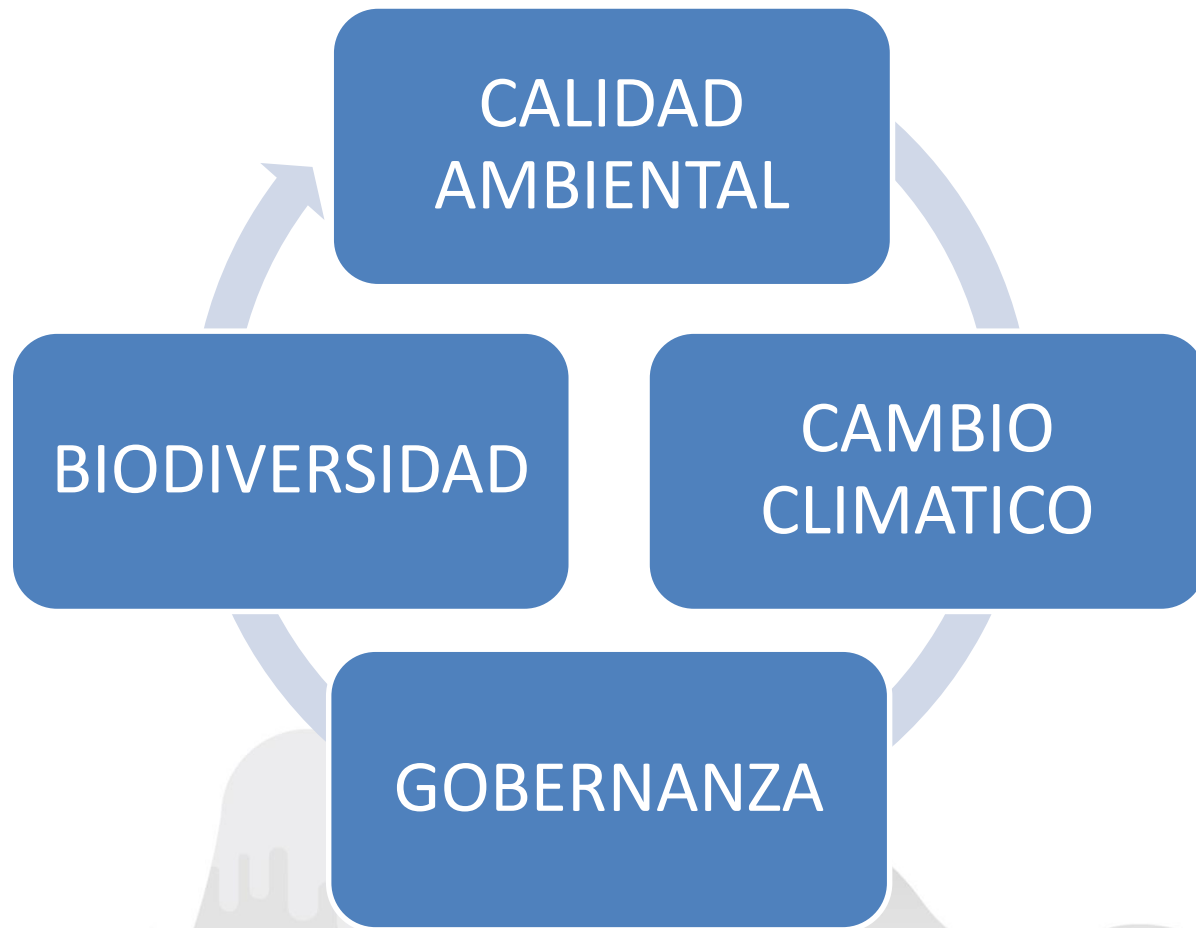 CALIDAD
AMBIENTAL
CAMBIO
CLIMATICO
GOBERNANZA
BIODIVERSIDAD